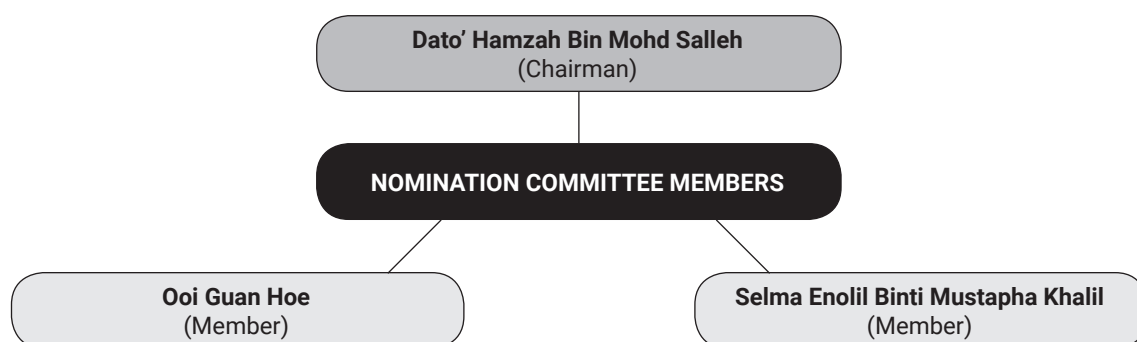 Dato’ Hamzah Bin Mohd Salleh
(Chairman)
NOMINATION COMMITTEE MEMBERS
Ooi Guan Hoe
(Member)
Selma Enolil Binti Mustapha Khalil
(Member)